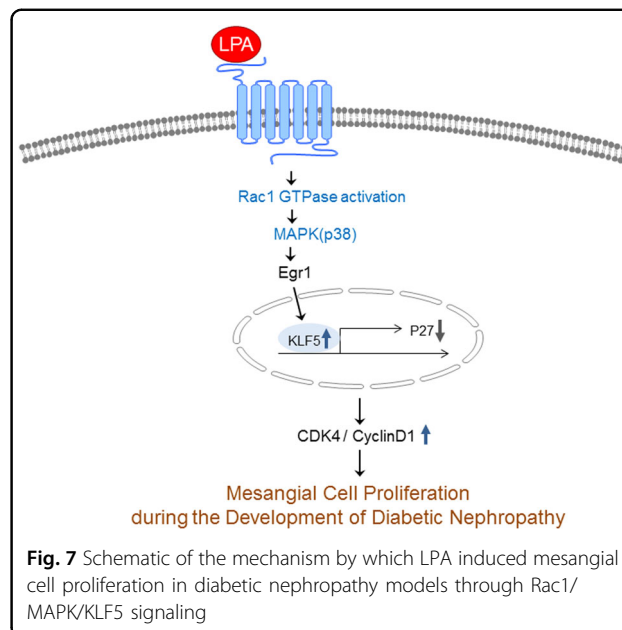 LPA
Rac1 GTPase activation
MAPK(p38)
Egr1
KLF5
P27
CDK4 / CyclinD1
Mesangial Cell Proliferation
during the Development of Diabetic Nephropathy
Fig. 7 Schematic of the mechanism by which LPA induced mesangial
cell proliferation in diabetic nephropathy models through Rac1/
MAPK/KLF5 signaling